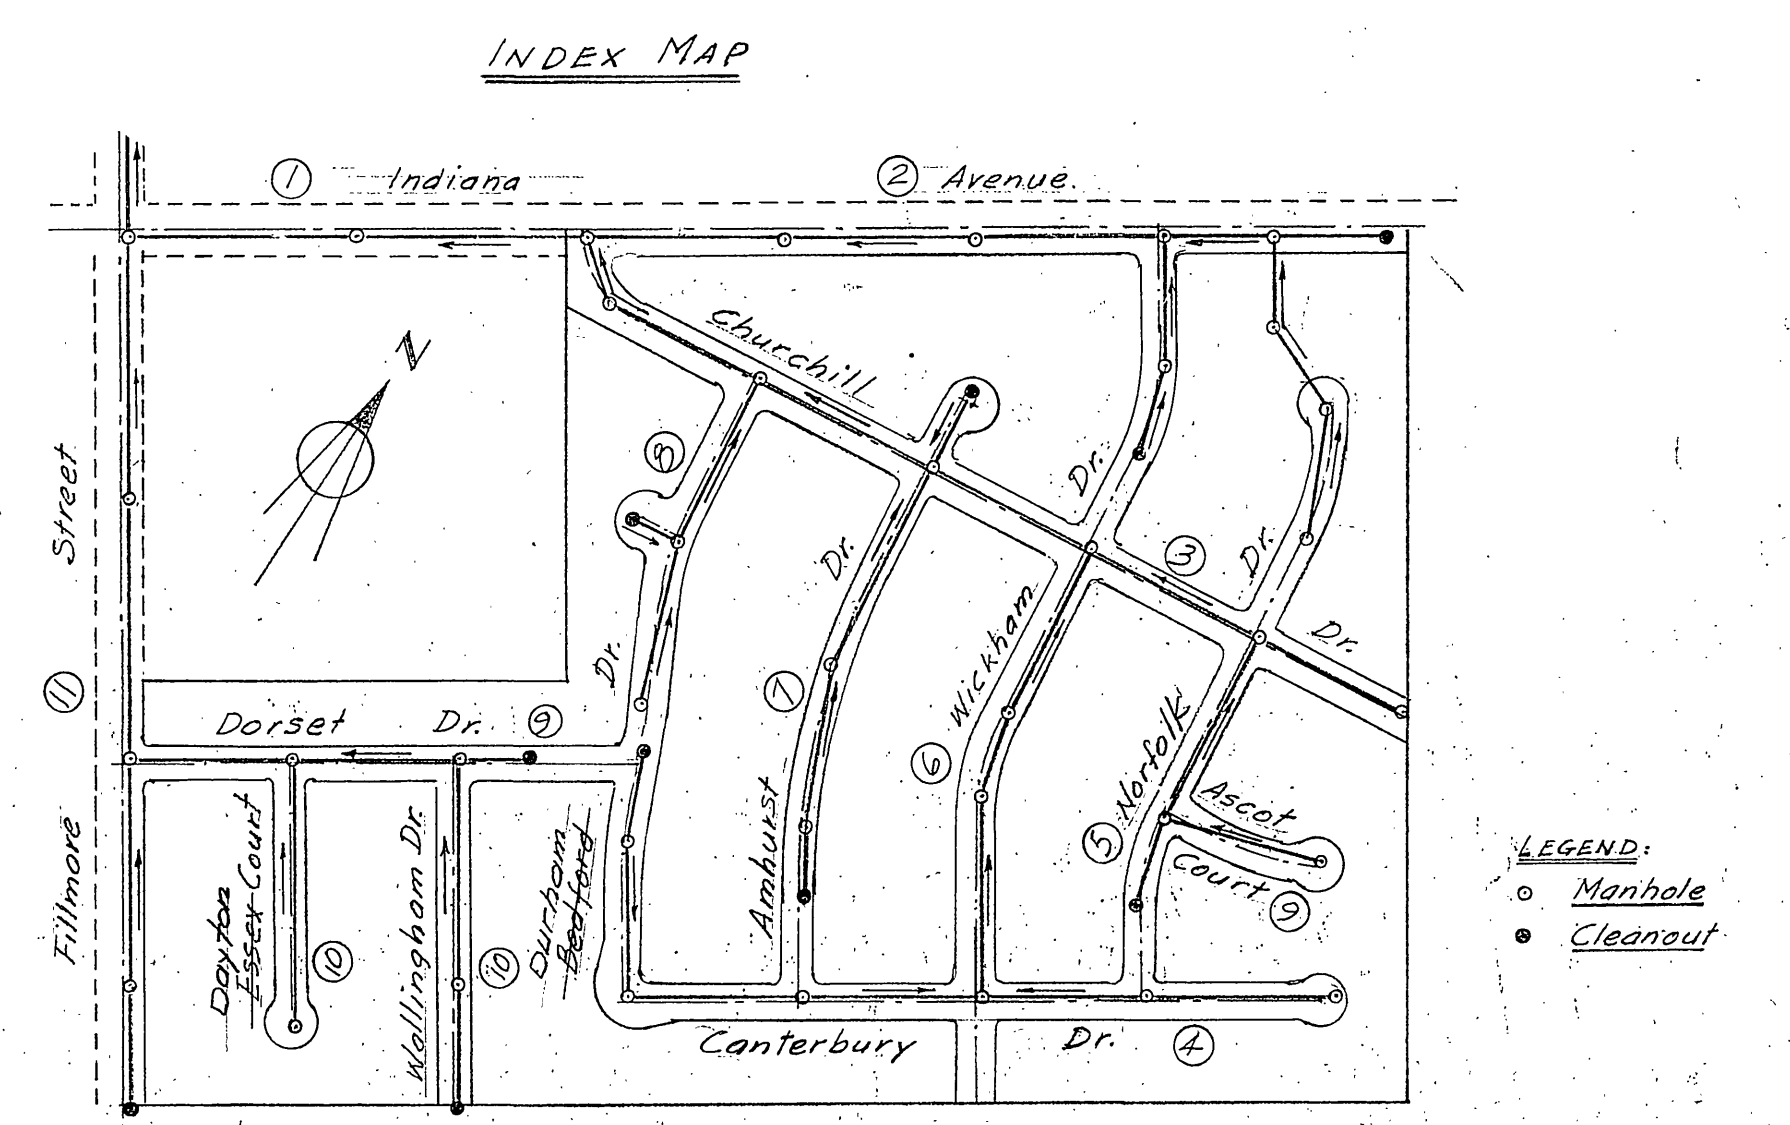 INDEX MAP
1 Indiana 2 Avenue.
N
Churchill
8
Dr.
Street
Dr.
3
Dr.
Dr.
Wickham
Dr.
11
7
Dorset Dr. 9
6
Norfolk
Ascot
5
Court
9
Amhurst
Fillmore
Dayton
Essex Court
10
Wallingham Dr.
10
Durham
Bedford
Canterbury Dr. 4
LEGEND:
Manhole
Cleanout